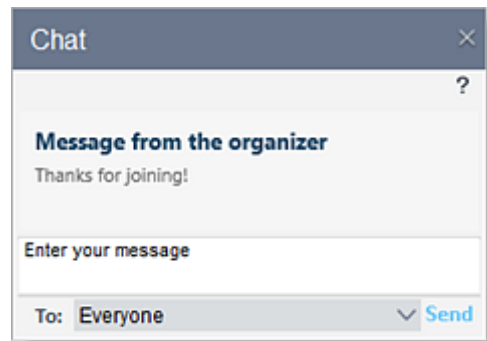 Chat
?
Message from the organizer
Thanks for joining!
Enter your message
To: Everyone Send